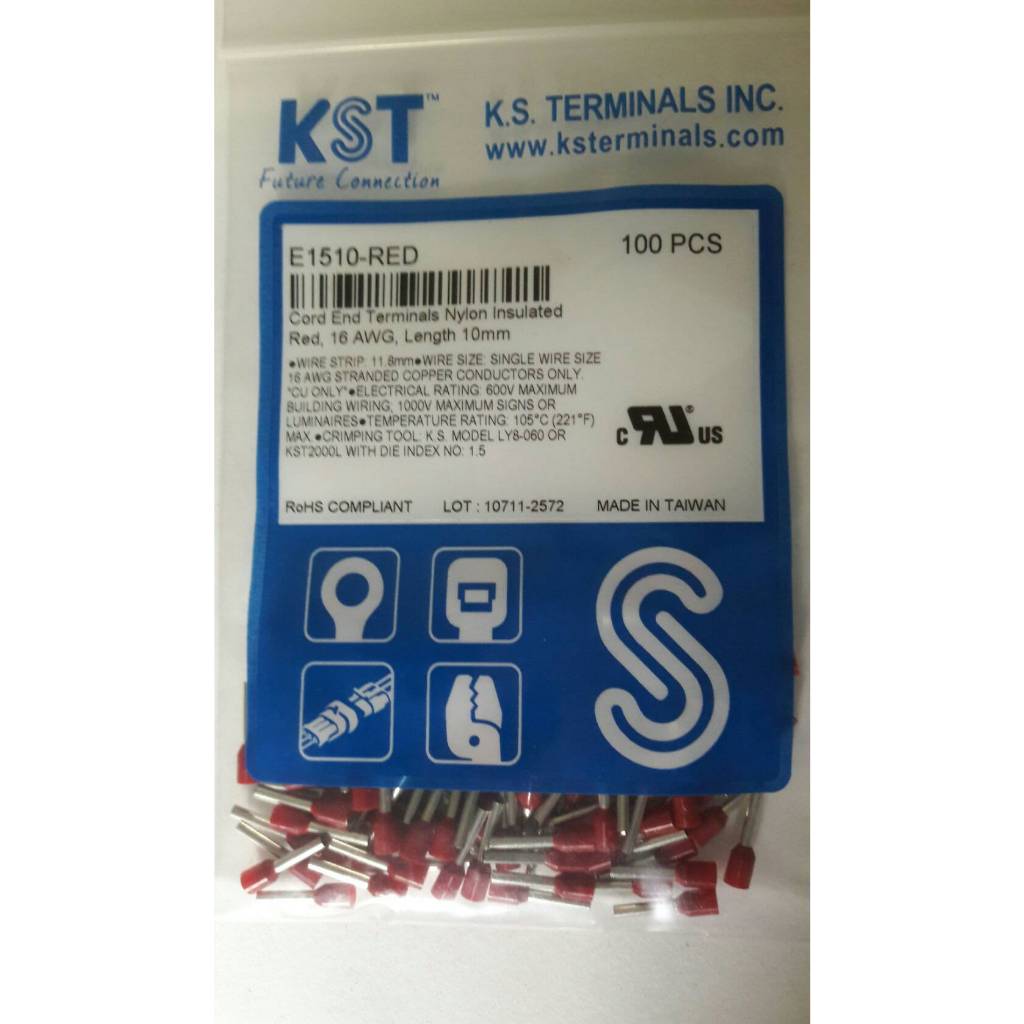 KST™
Future Connection
K.S. TERMINALS INC.
www.ksterminals.com
E1510-RED
100 PCS
Cord End Terminals Nylon Insulated
Red, 16 AWG, Length 10mm
●WIRE STRIP: 11.8mm●WIRE SIZE: SINGLE WIRE SIZE
16 AWG STRANDED COPPER CONDUCTORS ONLY.
"CU ONLY"●ELECTRICAL RATING: 600V MAXIMUM
BUILDING WIRING, 1000V MAXIMUM SIGNS OR
LUMINAIRES●TEMPERATURE RATING: 105°C (221°F)
MAX.●CRIMPING TOOL: K.S. MODEL LY8-060 OR
KST2000L WITH DIE INDEX NO: 1.5
C RU® US
RoHS COMPLIANT LOT : 10711-2572 MADE IN TAIWAN
S